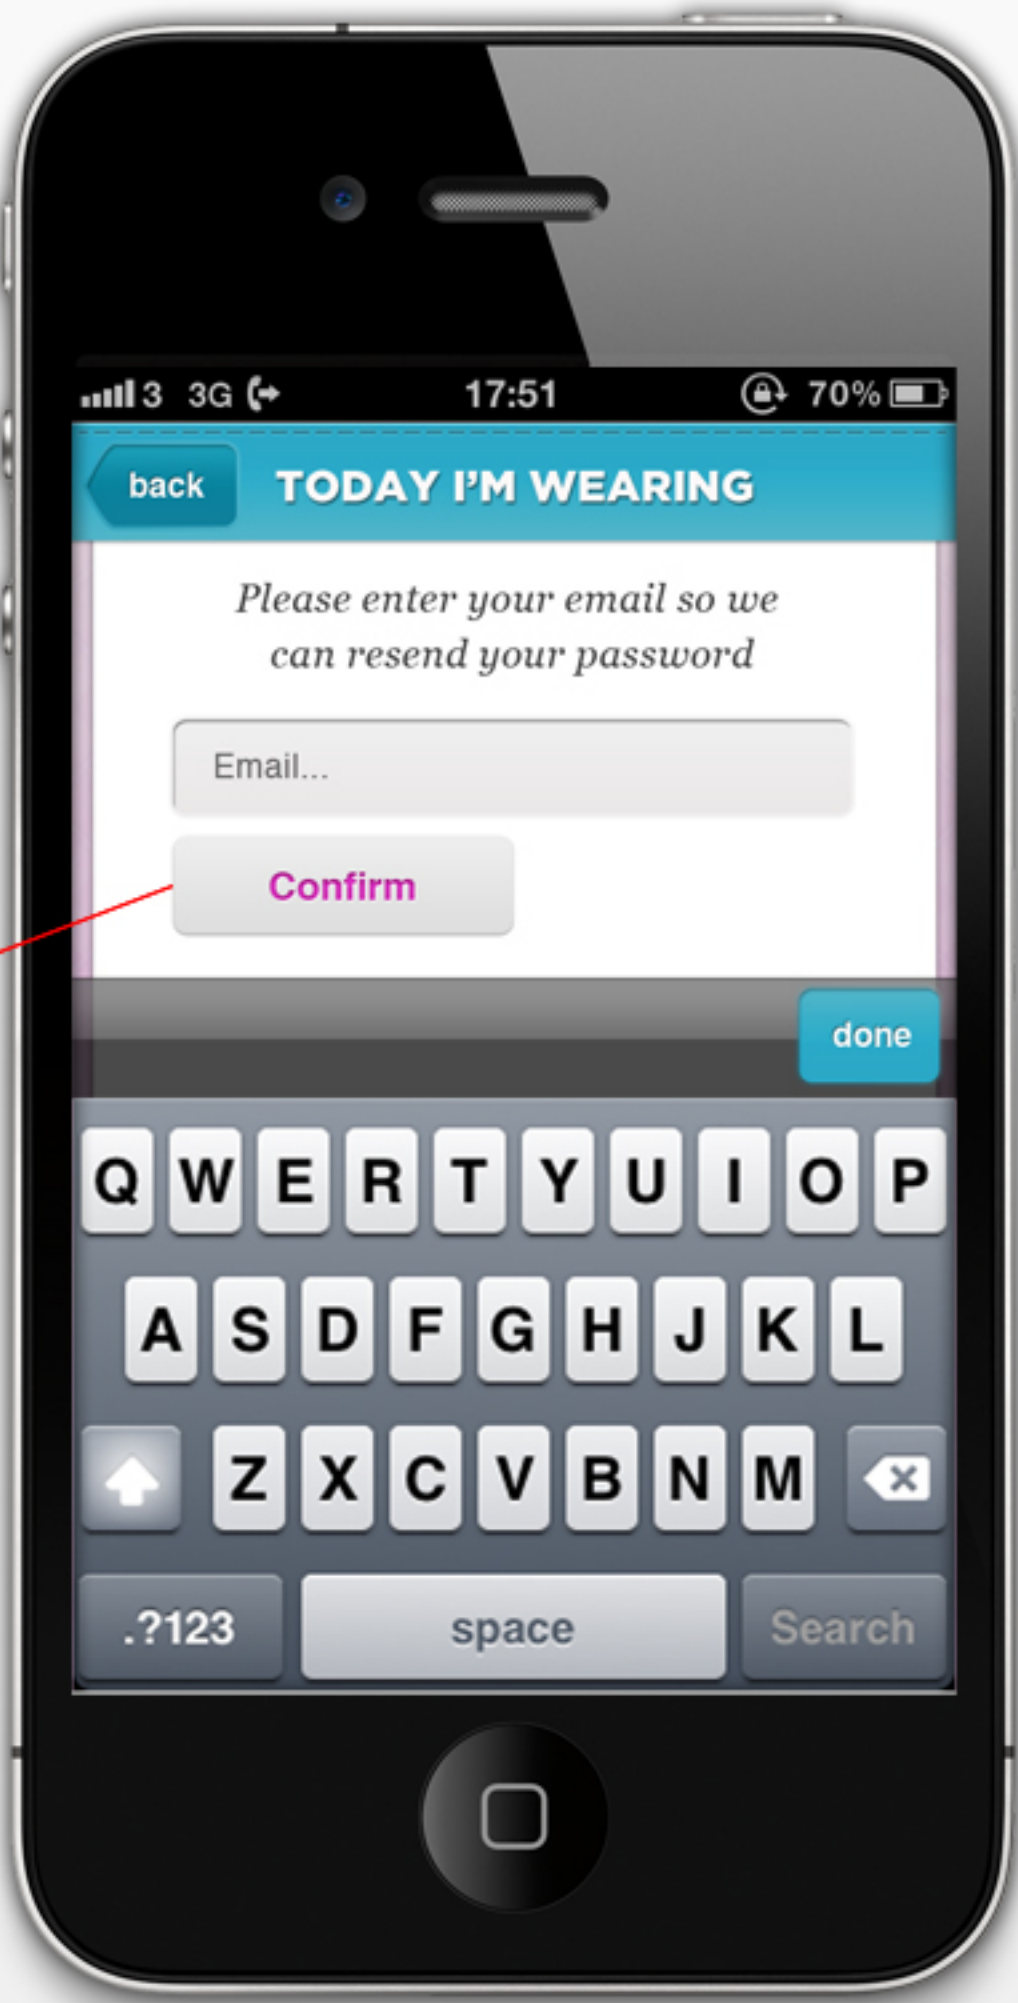 3 3G 17:51 70%
back TODAY I'M WEARING
Please enter your email so we
can resend your password
Email...
Confirm
done
Q W E R T Y U I O P
A S D F G H J K L
Z X C V B N M
.?123 space Search